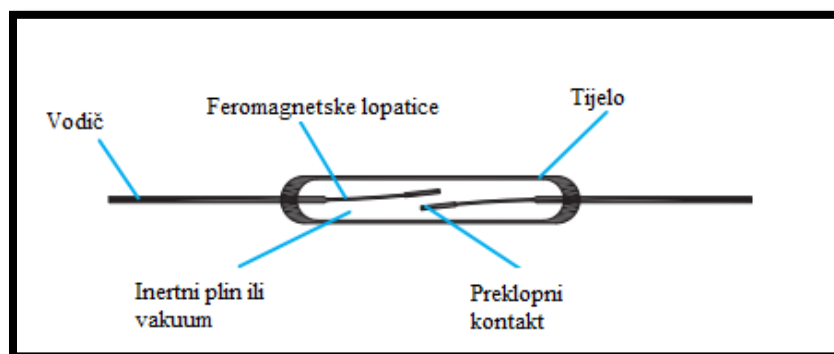 Vodič
Feromagnetske lopatice
Tijelo
Inertni plin ili
vakuum
Preklopni
kontakt